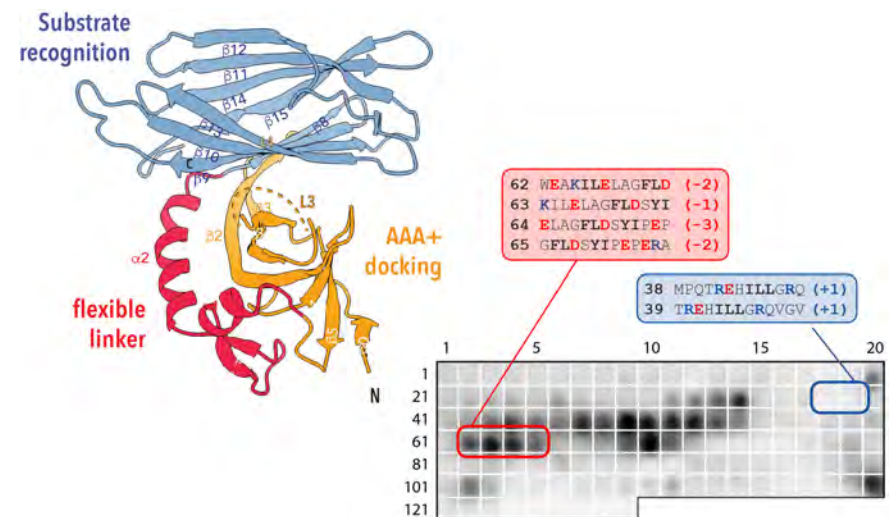 Substrate
recognition
β12
β11
β14
β15
β13
β8
β10
C
β9
L3
β2
α2
AAA+
docking
flexible
linker
β5
N
62 WEAKILELAGFLD (-2)
63 KILELAGFLDSYI (-1)
64 ELAGFLDSYIPEP (-3)
65 GFLDSYIPEPERA (-2)
38 MPQTREHILLGRQ (+1)
39 TREHILLGRQVGV (+1)
1 5 10 15 20
1
21
41
61
81
101
121